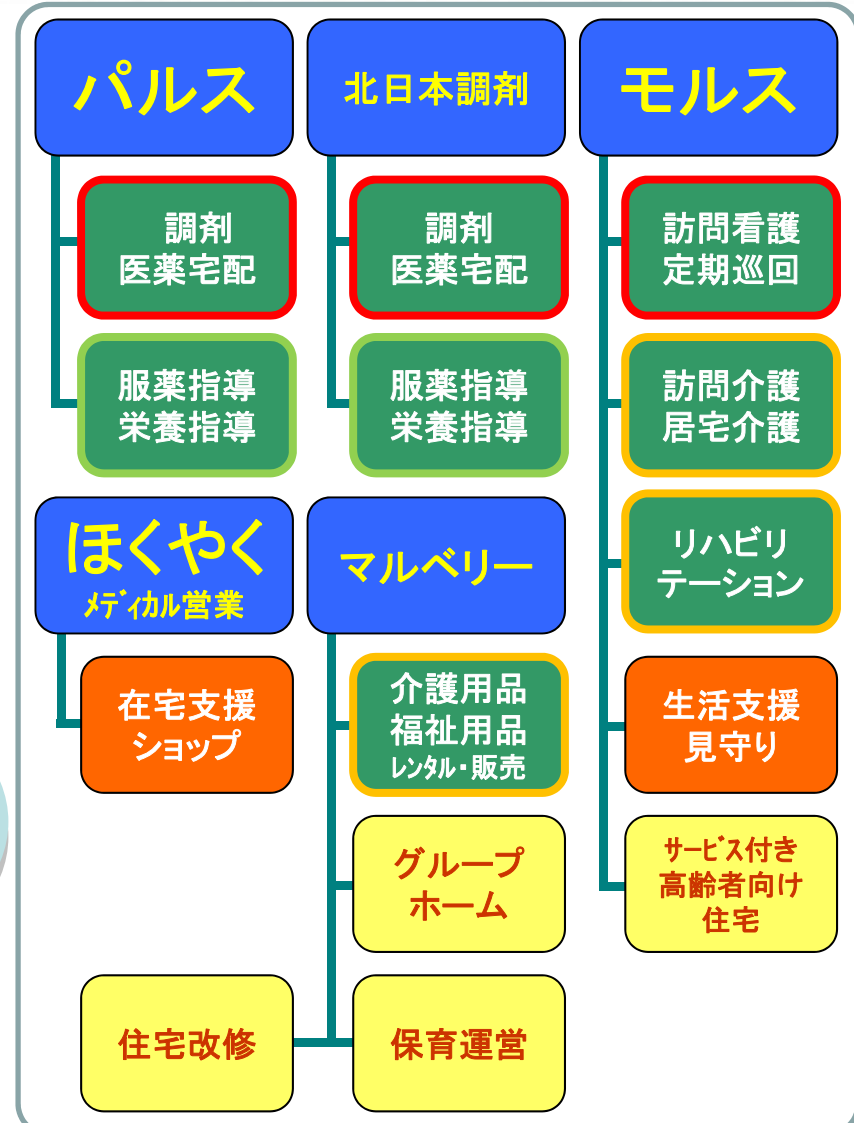 パルス
調剤
医薬宅配
服薬指導
栄養指導
北日本調剤
調剤
医薬宅配
服薬指導
栄養指導
モルス
訪問看護
定期巡回
訪問介護
居宅介護
リハビリ
テーション
生活支援
見守り
サービス付き
高齢者向け
住宅
ほくやく
メディカル営業
在宅支援
ショップ
マルベリー
介護用品
福祉用品
レンタル・販売
グループ
ホーム
住宅改修
保育運営